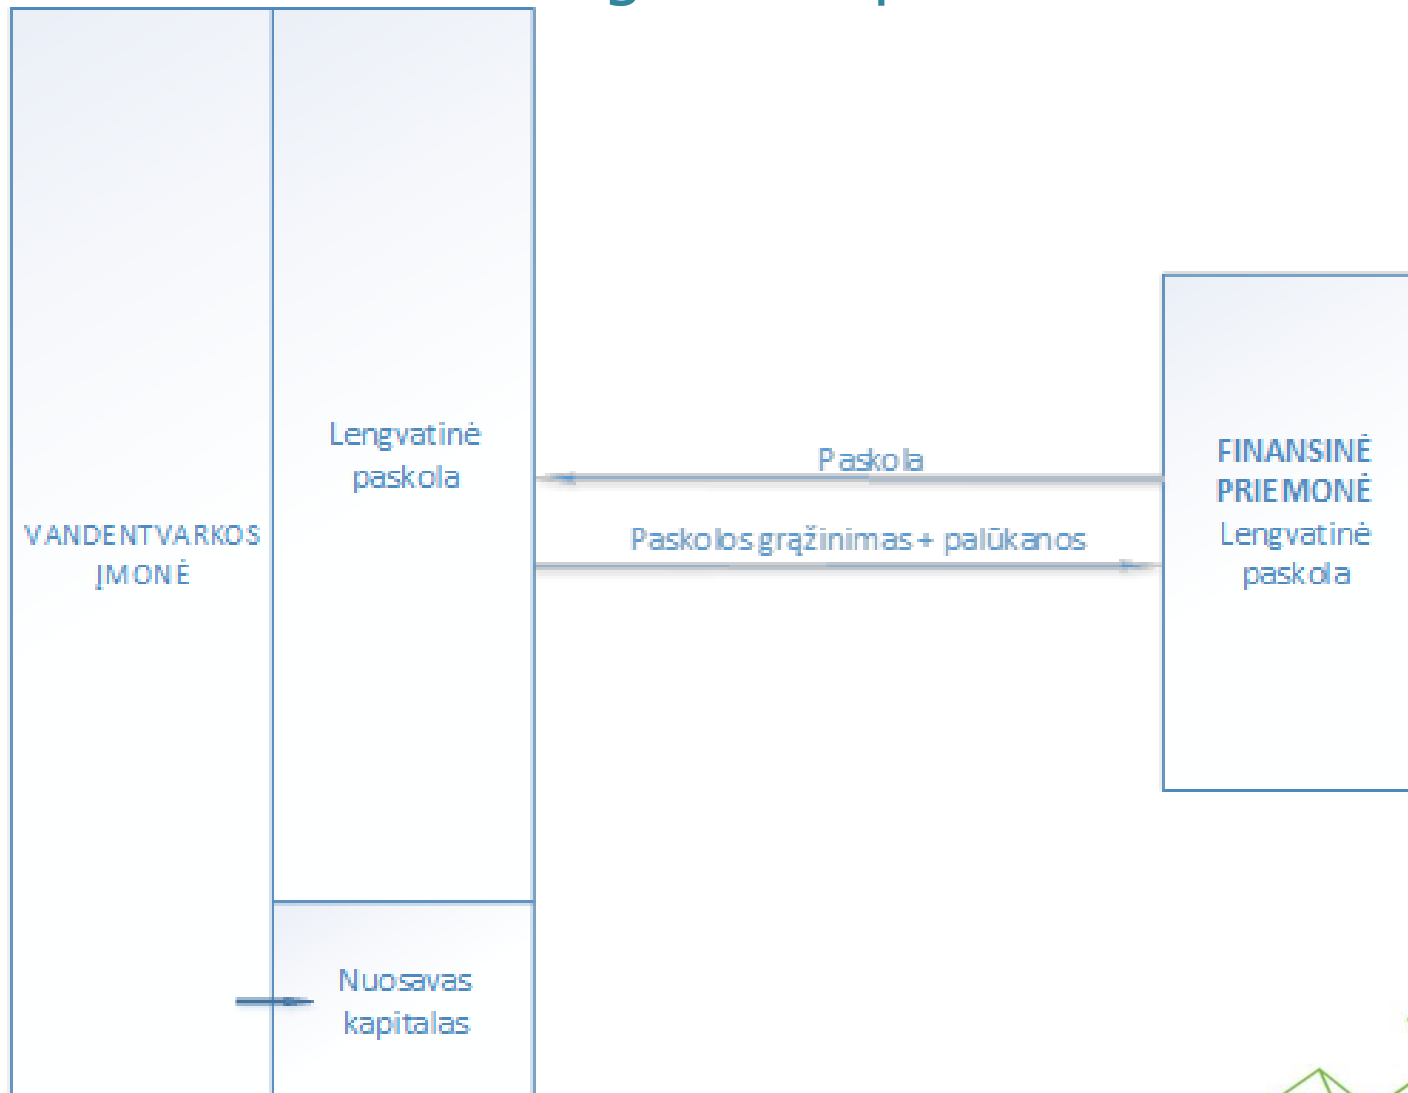 VANDENTVARKOS
ĮMONĖ
Lengvatinė
paskola
Nuosavas
kapitalas
Paskola
Paskolos grąžinimas + palūkanos
FINANSINĖ
PRIEMONĖ
Lengvatinė
paskola